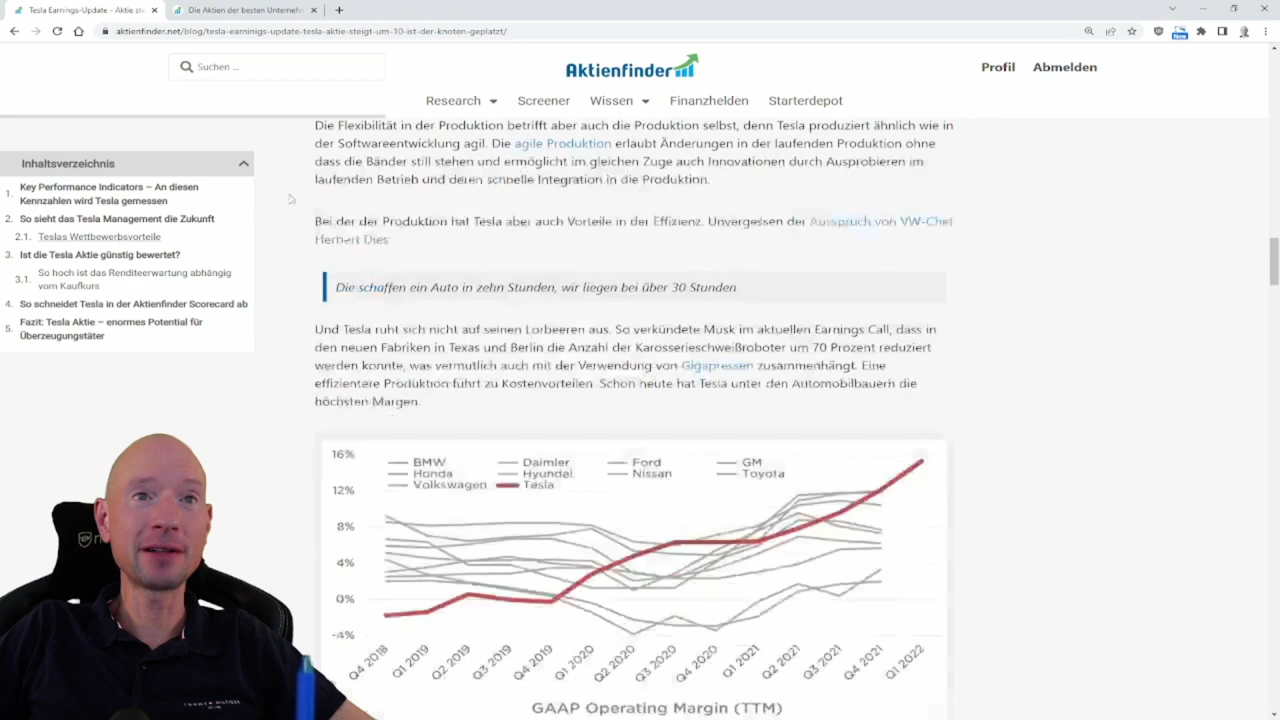 Tesla Earnings-Update - Aktie ste
Die Aktien der besten Unternehm
aktienfinder.net/blog/tesla-earninigs-update-tesla-aktie-steigt-um-10-ist-der-knoten-geplatzt/
New
Suchen ...
Aktienfinder
Profil
Abmelden
Research
Screener
Wissen
Finanzhelden
Starterdepot
Inhaltsverzeichnis
1. Key Performance Indicators – An diesen
Kennzahlen wird Tesla gemessen
2. So sieht das Tesla Management die Zukunft
2.1. Teslas Wettbewerbsvorteile
3. Ist die Tesla Aktie günstig bewertet?
3.1. So hoch ist das Renditeerwartung abhängig
vom Kaufkurs
4. So schneidet Tesla in der Aktienfinder Scorecard ab
5. Fazit: Tesla Aktie – enormes Potential für
Überzeugungstäter
Die Flexibilität in der Produktion betrifft aber auch die Produktion selbst, denn Tesla produziert ähnlich wie in
der Softwareentwicklung agil. Die agile Produktion erlaubt Änderungen in der laufenden Produktion ohne
dass die Bänder still stehen und ermöglicht im gleichen Zuge auch Innovationen durch Ausprobieren im
laufenden Betrieb und deren schnelle Integration in die Produktion.
Bei der der Produktion hat Tesla aber auch Vorteile in der Effizienz. Unvergessen der Ausspruch von VW-Chef
Herbert Dies
Die schaffen ein Auto in zehn Stunden, wir liegen bei über 30 Stunden
Und Tesla ruht sich nicht auf seinen Lorbeeren aus. So verkündete Musk im aktuellen Earnings Call, dass in
den neuen Fabriken in Texas und Berlin die Anzahl der Karosserieschweißroboter um 70 Prozent reduziert
werden konnte, was vermutlich auch mit der Verwendung von Gigapressen zusammenhängt. Eine
effizientere Produktion führt zu Kostenvorteilen. Schon heute hat Tesla unter den Automobilbauern die
höchsten Margen.
BMW Daimler Ford GM
Honda Hyundai Nissan Toyota
Volkswagen Tesla
16%
12%
8%
4%
0%
-4%
Q4 2018 Q1 2019 Q2 2019 Q3 2019 Q4 2019 Q1 2020 Q2 2020 Q3 2020 Q4 2020 Q1 2021 Q2 2021 Q3 2021 Q4 2021 Q1 2022
GAAP Operating Margin (TTM)
TOMMY HILFIGER